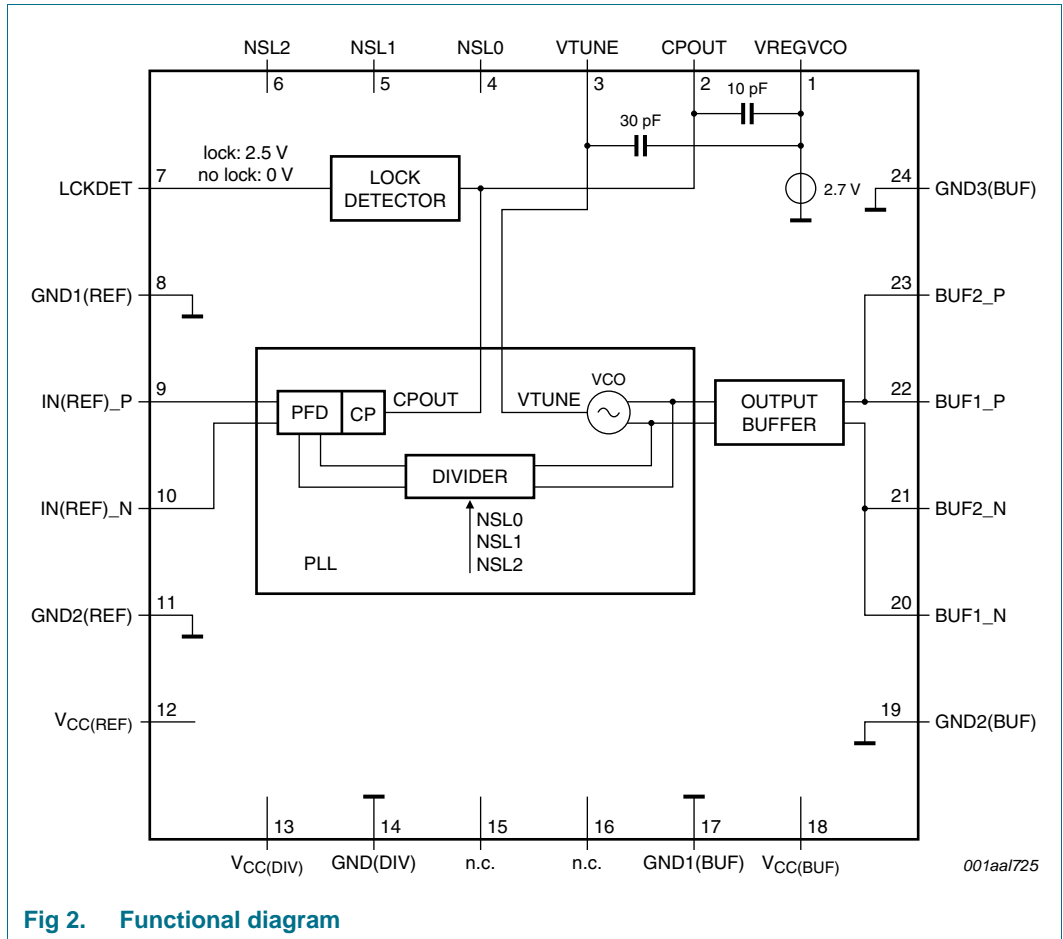 NSL2 NSL1 NSL0 VTUNE CPOUT VREGVCO
6 5 4 3 2 1
10 pF
30 pF
lock: 2.5 V
no lock: 0 V
LCKDET 7
LOCK
DETECTOR
2.7 V
24 GND3(BUF)
GND1(REF) 8
23 BUF2_P
IN(REF)_P 9
PFD CP CPOUT
VTUNE VCO
OUTPUT
BUFFER
22 BUF1_P
DIVIDER
IN(REF)_N 10
NSL0
NSL1
NSL2
PLL
21 BUF2_N
GND2(REF) 11
20 BUF1_N
VCC(REF) 12
19 GND2(BUF)
13 14 15 16 17 18
VCC(DIV) GND(DIV) n.c. n.c. GND1(BUF) VCC(BUF)
001aal725
Fig 2. Functional diagram